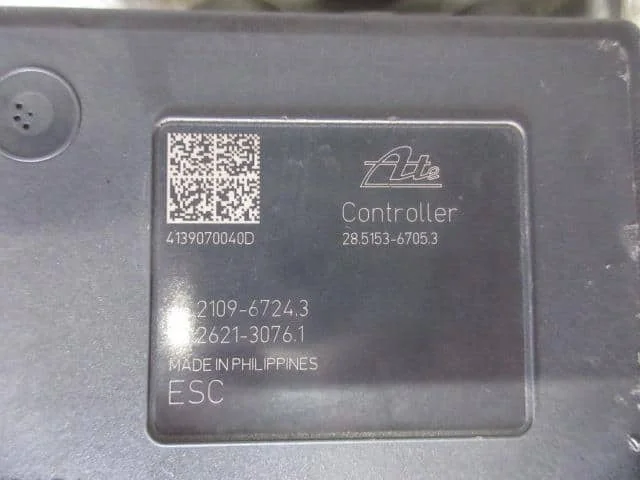 Ate
Controller
4139070040D
28.5153-6705.3
.2109-6724.3
.2621-3076.1
MADE IN PHILIPPINES
ESC